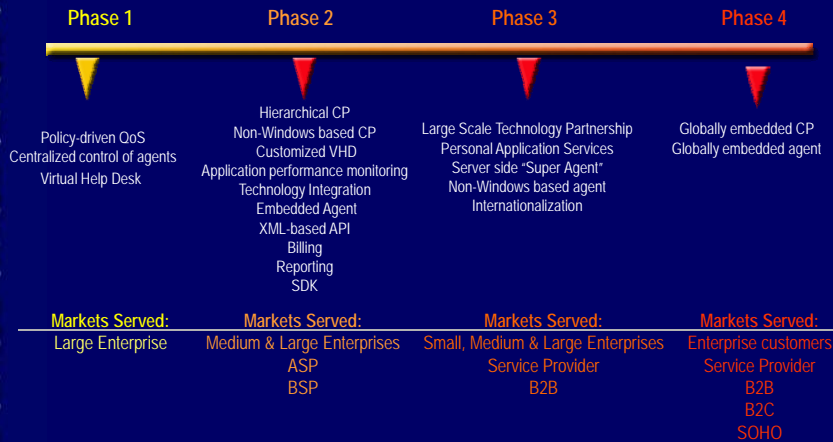 Phase 1
Phase 2
Phase 3
Phase 4
Policy-driven QoS
Centralized control of agents
Virtual Help Desk
Hierarchical CP
Non-Windows based CP
Customized VHD
Application performance monitoring
Technology Integration
Embedded Agent
XML-based API
Billing
Reporting
SDK
Large Scale Technology Partnership
Personal Application Services
Server side “Super Agent”
Non-Windows based agent
Internationalization
Globally embedded CP
Globally embedded agent
Markets Served:
Large Enterprise
Markets Served:
Medium & Large Enterprises
ASP
BSP
Markets Served:
Small, Medium & Large Enterprises
Service Provider
B2B
Markets Served:
Enterprise customers
Service Provider
B2B
B2C
SOHO